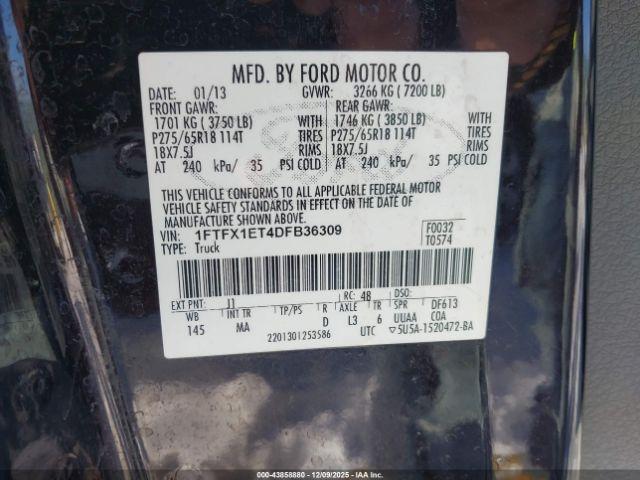 MFD. BY FORD MOTOR CO.
DATE: 01/13 GVWR: 3266 KG ( 7200 LB)
FRONT GAWR: REAR GAWR:
1701 KG ( 3750 LB) WITH 1746 KG ( 3850 LB) WITH
P275/65R18 114T TIRES P275/65R18 114T TIRES
18X7.5J RIMS 18X7.5J RIMS
AT 240 kPa/ 35 PSI COLD AT 240 kPa/ 35 PSI COLD
THIS VEHICLE CONFORMS TO ALL APPLICABLE FEDERAL MOTOR
VEHICLE SAFETY STANDARDS IN EFFECT ON THE DATE OF
MANUFACTURE SHOWN ABOVE.
VIN: 1FTFX1ET4DFB36309 F0032
TYPE: Truck T0574
EXT PNT: J1 RC: 48 DSO:
WB INT TR TP/PS R AXLE TR SPR DF613
145 MA D L3 6 UUAA COA
2201301253586 UTC ▽5U5A-1520472-BA
000-43858880 - 12/09/2025 - IAA Inc.